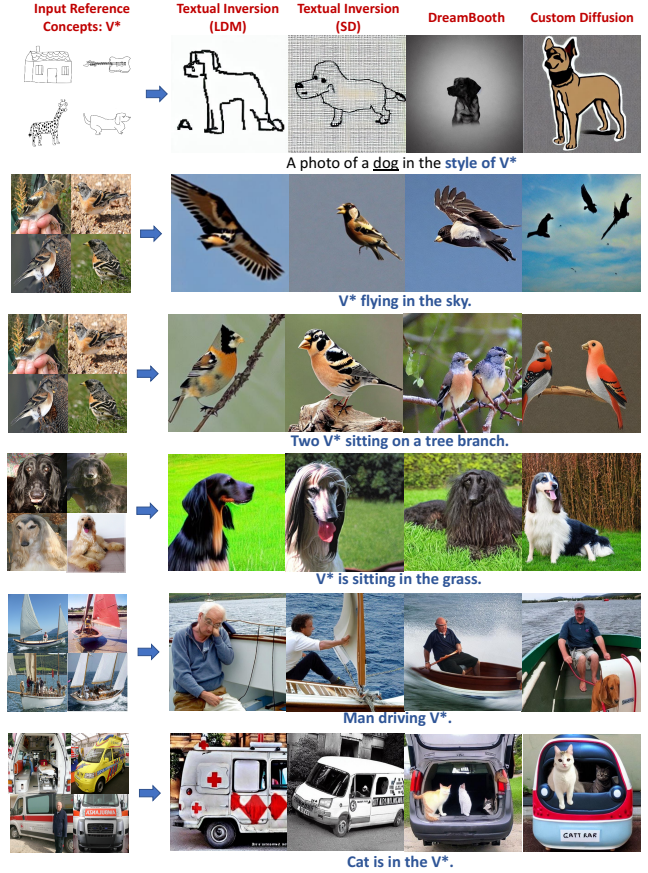 Input Reference
Concepts: V*
Textual Inversion
(LDM)
Textual Inversion
(SD)
DreamBooth
Custom Diffusion
A photo of a dog in the style of V*
V* flying in the sky.
Two V* sitting on a tree branch.
V* is sitting in the grass.
Man driving V*.
CATT KAR
Cat is in the V*.